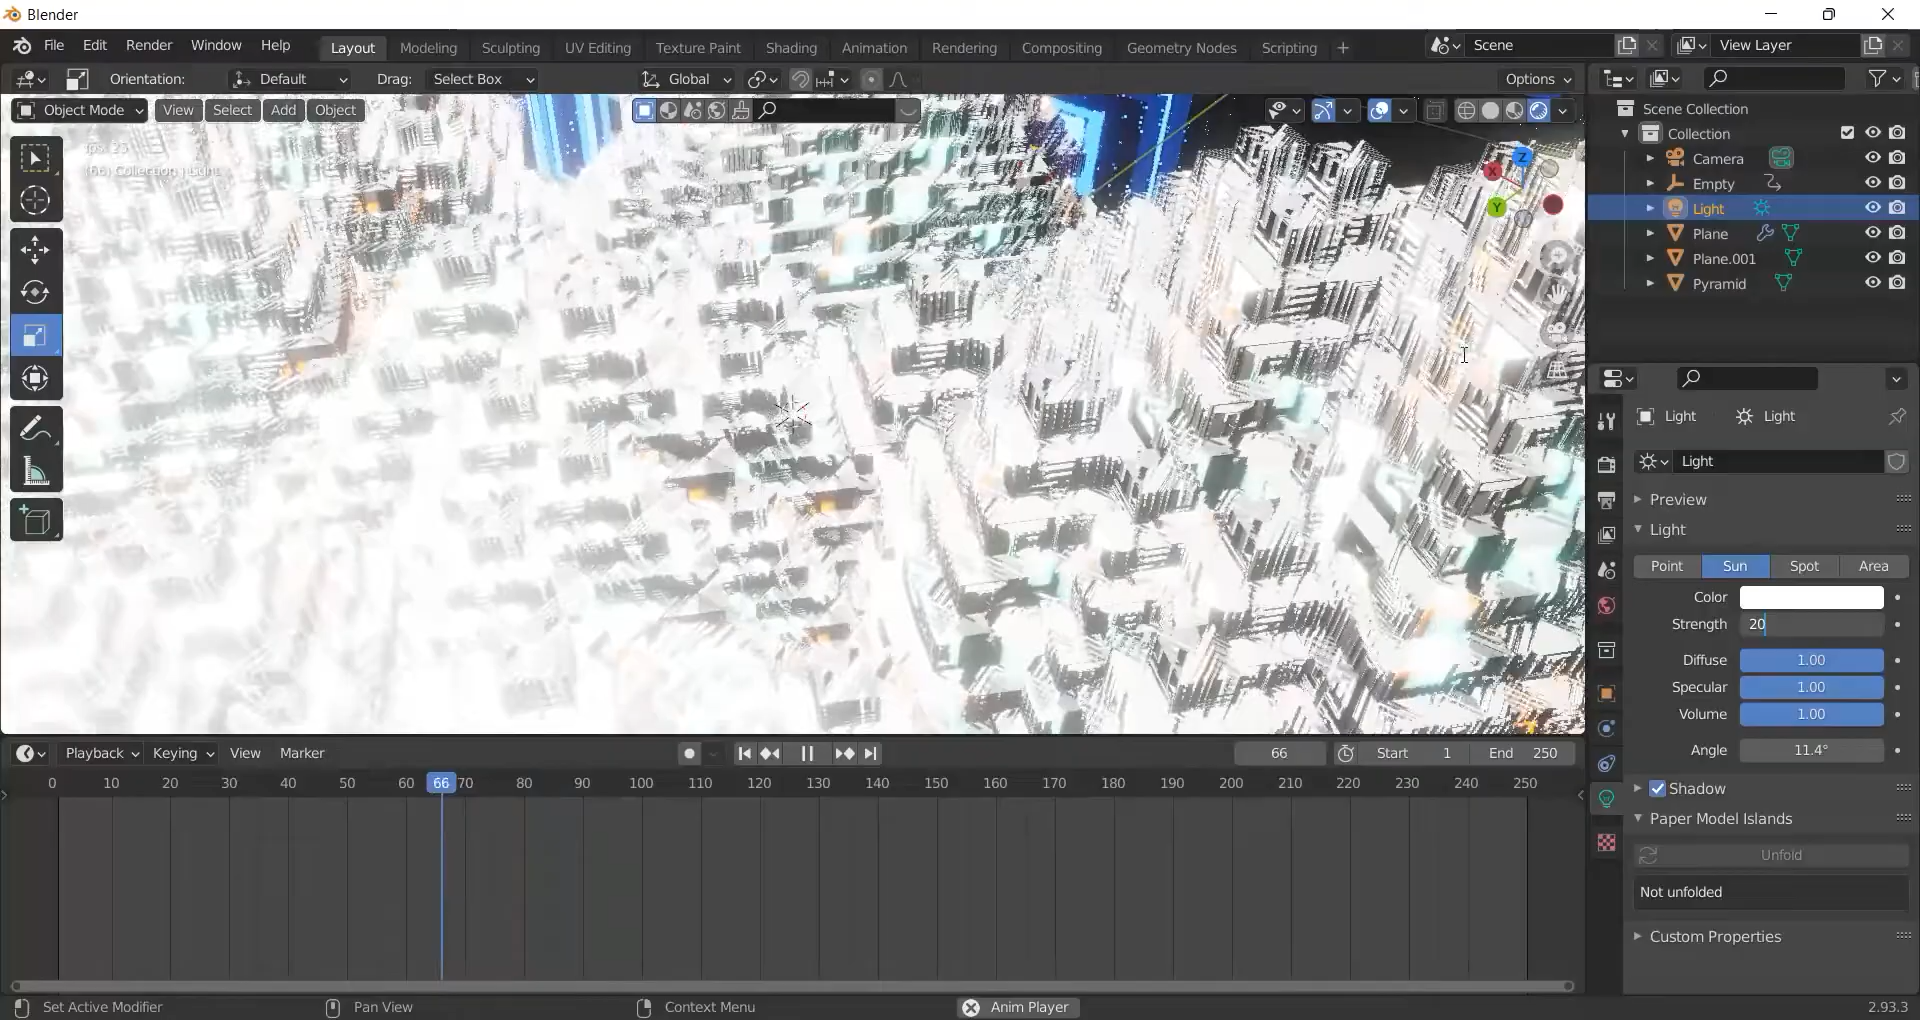 Blender
File Edit Render Window Help Layout Modeling Sculpting UV Editing Texture Paint Shading Animation Rendering Compositing Geometry Nodes Scripting + Scene View Layer
Orientation: Default Drag: Select Box Global Options
Object Mode View Select Add Object
fps: 23
(66) Collection | Light
Z
X
Y
Scene Collection
Collection
Camera
Empty
Light
Plane
Plane.001
Pyramid
Light Light
Light
Preview
Light
Point Sun Spot Area
Color
Strength 20
Diffuse 1.00
Specular 1.00
Volume 1.00
Angle 11.4°
Shadow
Paper Model Islands
Unfold
Not unfolded
Custom Properties
Playback Keying View Marker 66 Start 1 End 250
0 10 20 30 40 50 60 66 70 80 90 100 110 120 130 140 150 160 170 180 190 200 210 220 230 240 250
Set Active Modifier Pan View Context Menu Anim Player 2.93.3